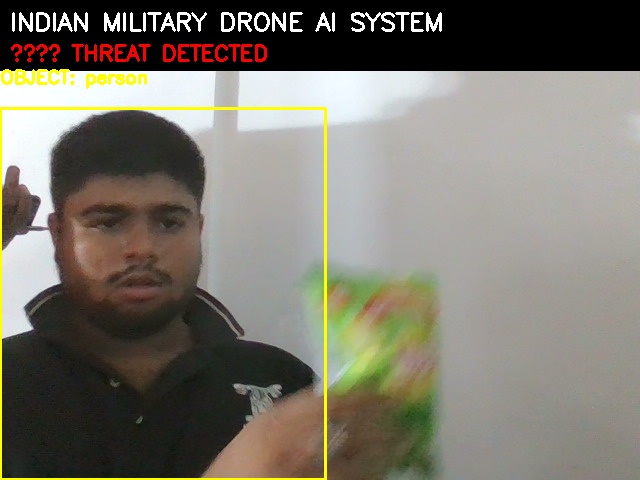 INDIAN MILITARY DRONE AI SYSTEM
???? THREAT DETECTED
OBJECT: person